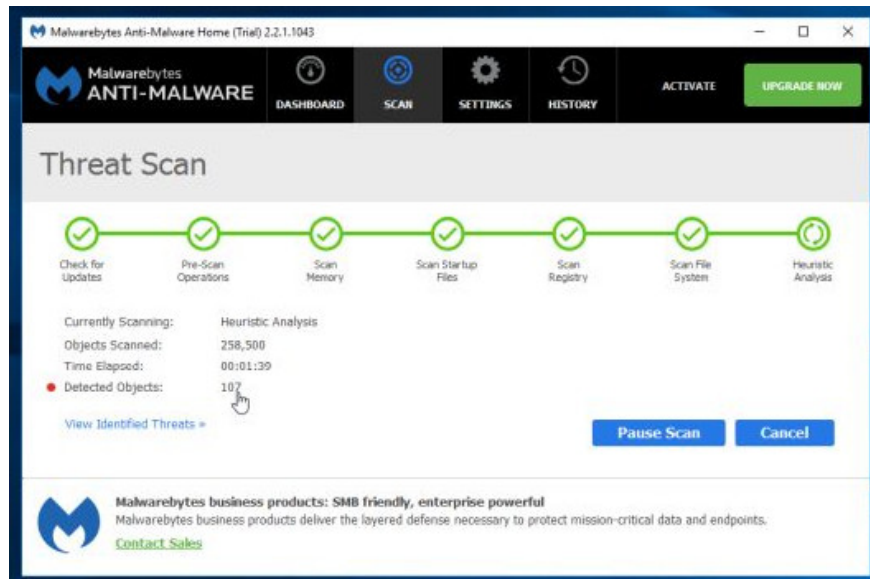 Malwarebytes Anti-Malware Home (Trial) 2.2.1.1043
Malwarebytes
ANTI-MALWARE
DASHBOARD
SCAN
SETTINGS
HISTORY
ACTIVATE
UPGRADE NOW
Threat Scan
Check for
Updates
Pre-Scan
Operations
Scan
Memory
Scan Startup
Files
Scan
Registry
Scan File
System
Heuristic
Analysis
Currently Scanning: Heuristic Analysis
Objects Scanned: 258,500
Time Elapsed: 00:01:39
Detected Objects: 107
View Identified Threats »
Pause Scan
Cancel
Malwarebytes business products: SMB friendly, enterprise powerful
Malwarebytes business products deliver the layered defense necessary to protect mission-critical data and endpoints.
Contact Sales